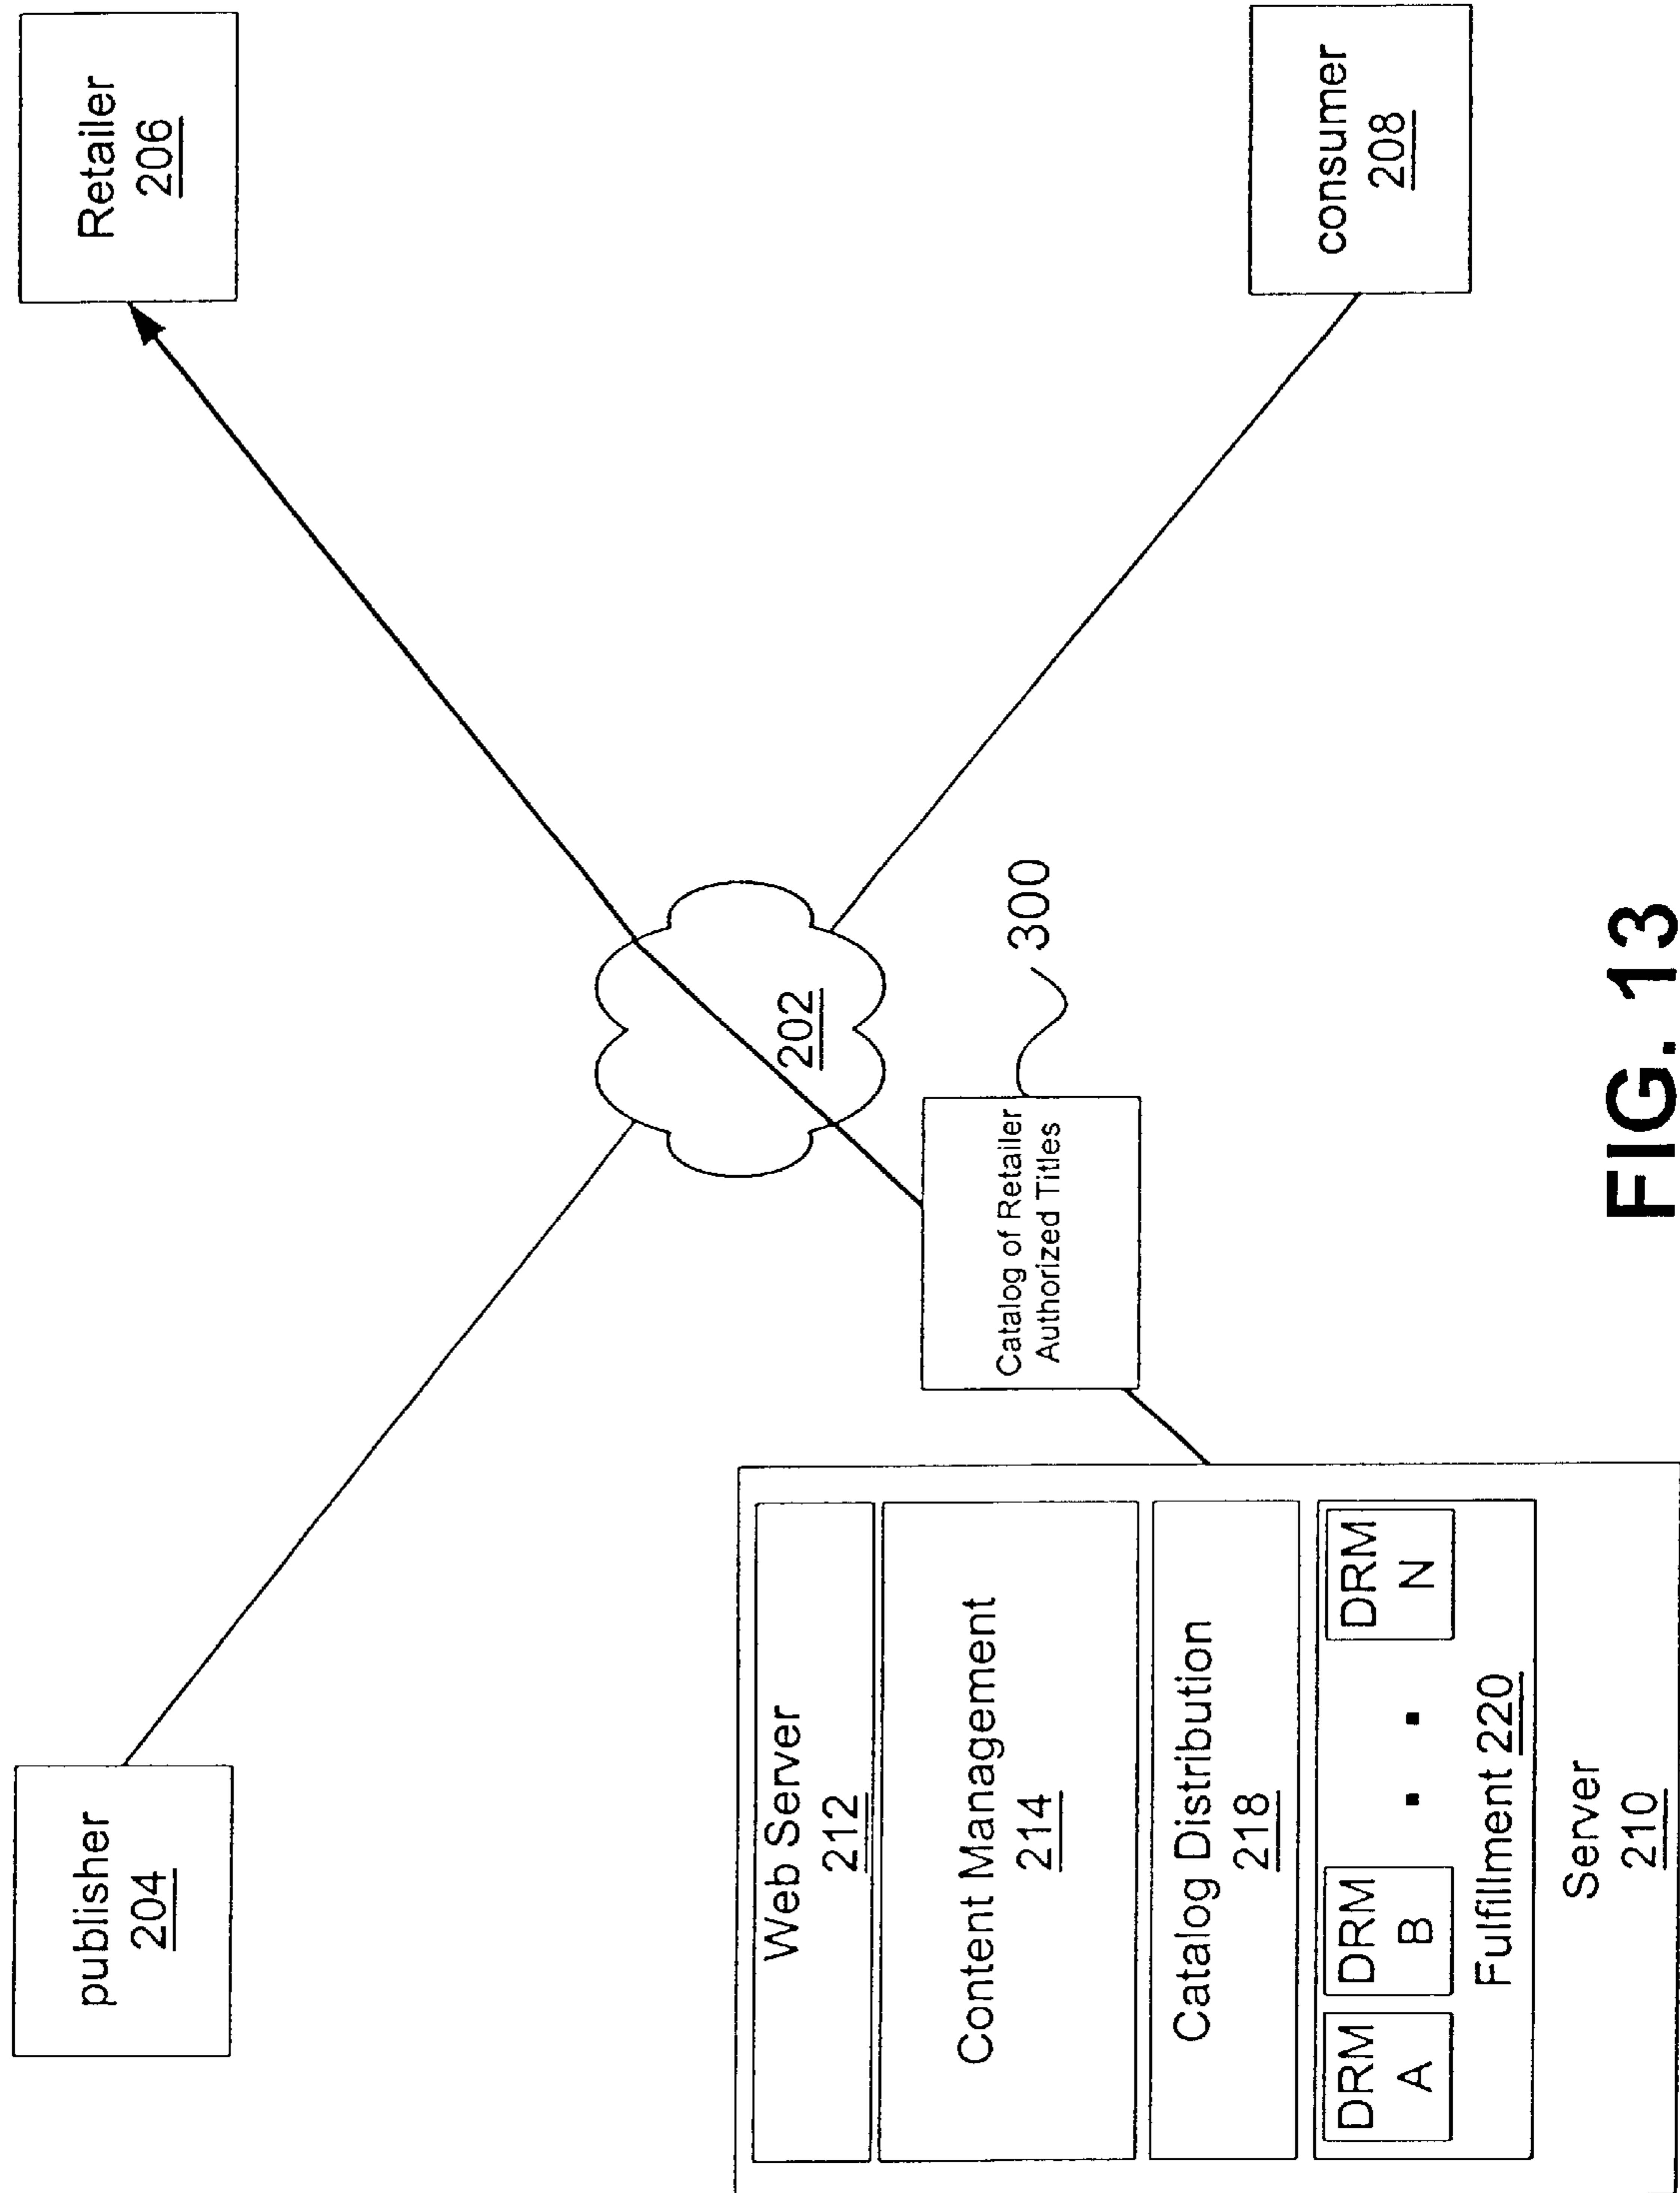 publisher
204
Retailer
206
202
Web Server
212
Content Management
214
Catalog Distribution
218
DRM
A
DRM
B
. .
DRM
N
Fulfillment 220
Server
210
Catalog of Retailer
Authorized Titles
300
consumer
208
FIG. 13